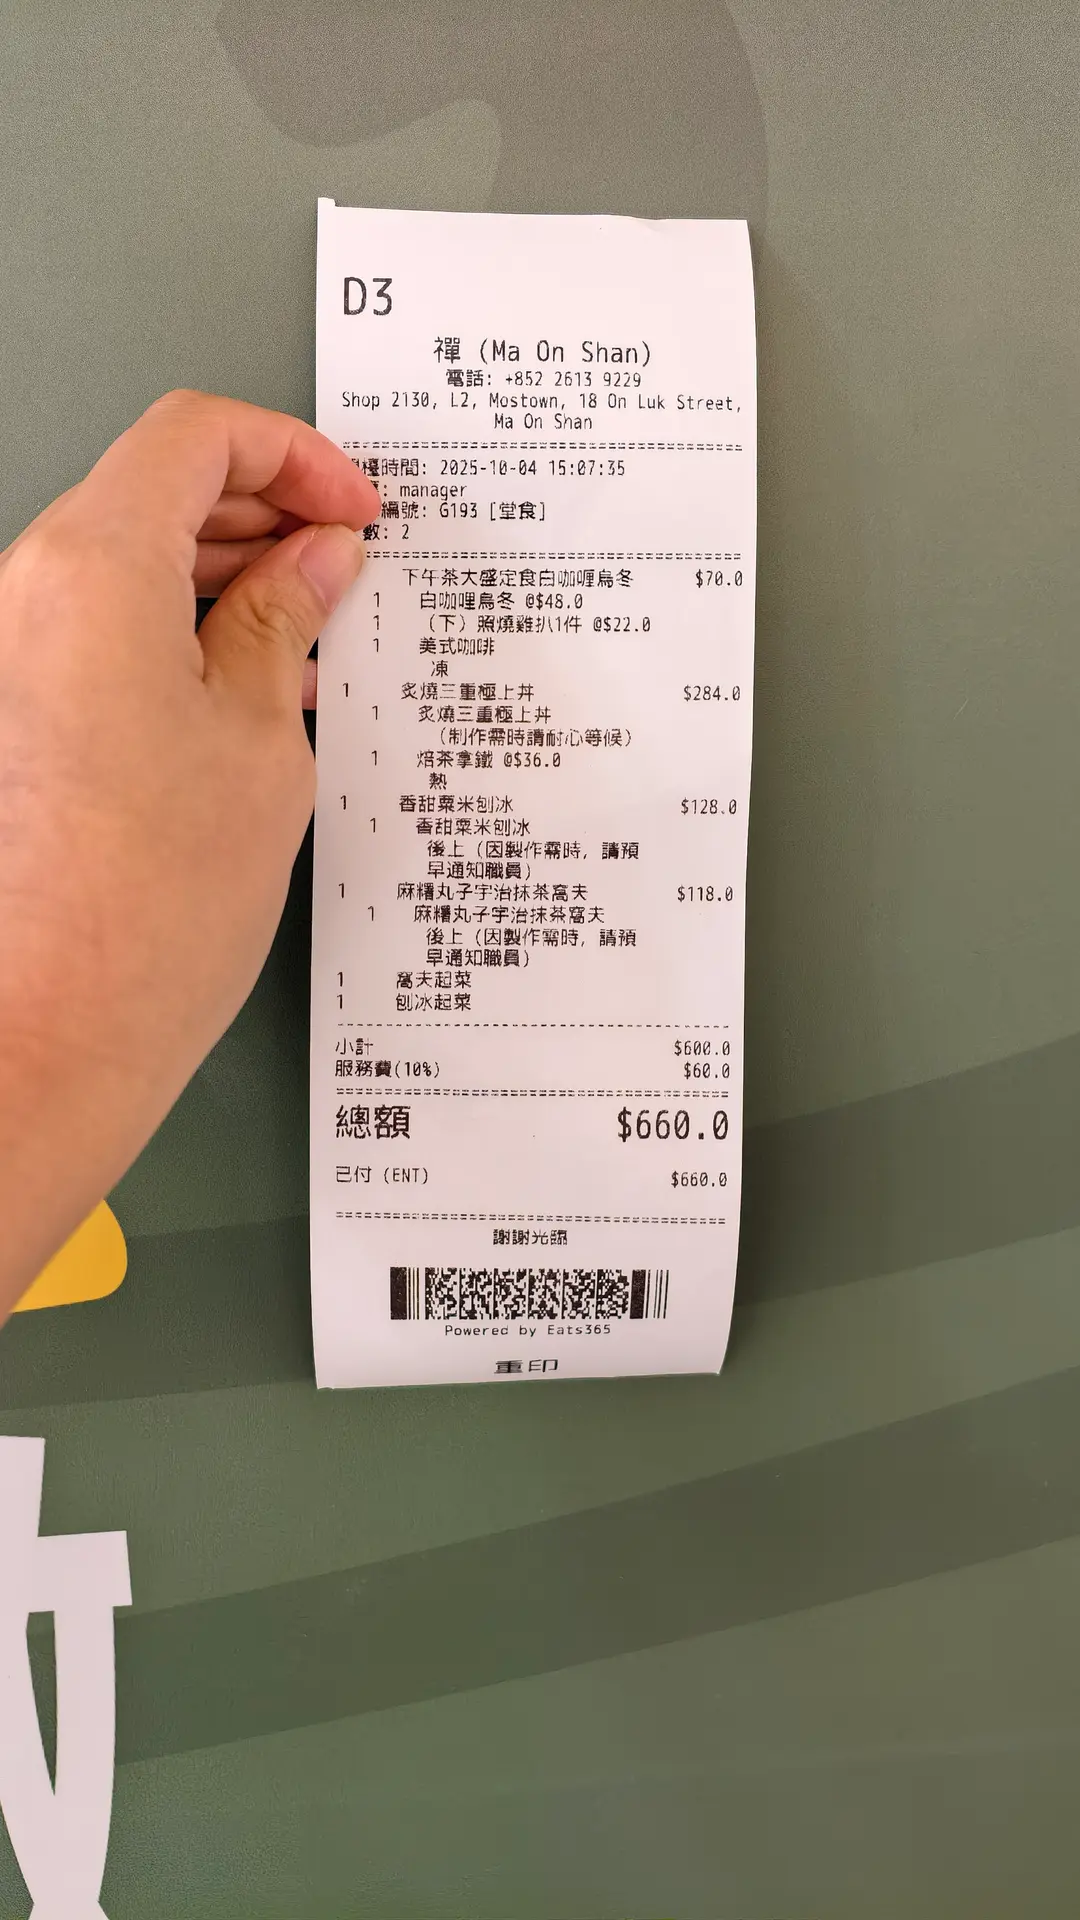 D3
禪 (Ma On Shan)
電話: +852 2613 9229
Shop 2130, L2, Mostown, 18 On Luk Street,
Ma On Shan
檯時間: 2025-10-04 15:07:35
: manager
編號: G193 [堂食]
數: 2
下午茶大盛定食白咖喱烏冬 $70.0
1 白咖哩烏冬 @$48.0
1 (下) 照燒雞扒1件 @$22.0
1 美式咖啡
凍
1 炙燒三重極上丼 $284.0
1 炙燒三重極上丼
(制作需時請耐心等候)
1 焙茶拿鐵 @$36.0
熱
1 香甜粟米刨冰 $128.0
1 香甜粟米刨冰
後上 (因製作需時, 請預
早通知職員)
1 麻糬丸子宇治抹茶窩夫 $118.0
1 麻糬丸子宇治抹茶窩夫
後上 (因製作需時, 請預
早通知職員)
1 窩夫起菜
1 刨冰起菜
小計 $600.0
服務費(10%) $60.0
總額 $660.0
已付 (ENT) $660.0
謝謝光臨
Powered by Eats365
重印